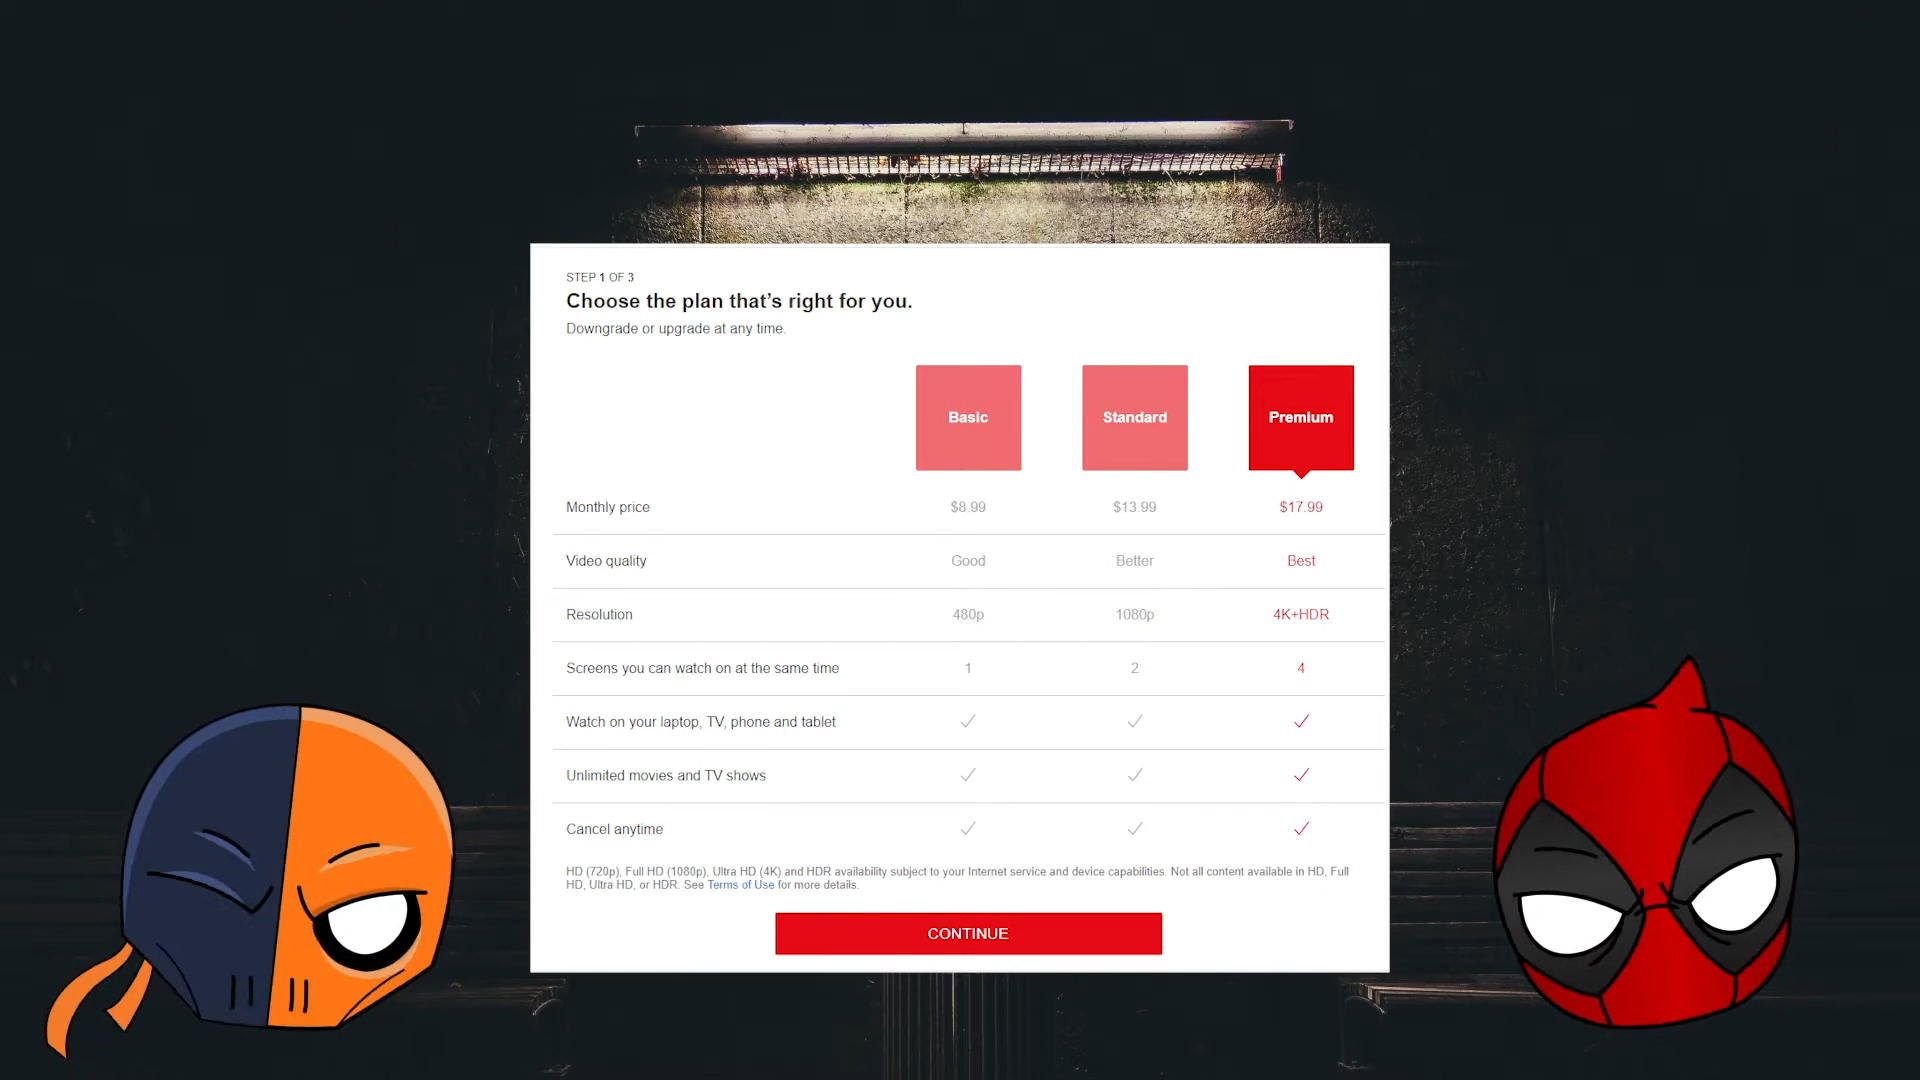 STEP 1 OF 3
Choose the plan that’s right for you.
Downgrade or upgrade at any time.
Basic Standard Premium
Monthly price $8.99 $13.99 $17.99
Video quality Good Better Best
Resolution 480p 1080p 4K+HDR
Screens you can watch on at the same time 1 2 4
Watch on your laptop, TV, phone and tablet
Unlimited movies and TV shows
Cancel anytime
HD (720p), Full HD (1080p), Ultra HD (4K) and HDR availability subject to your Internet service and device capabilities. Not all content available in HD, Full
HD, Ultra HD, or HDR. See Terms of Use for more details.
CONTINUE